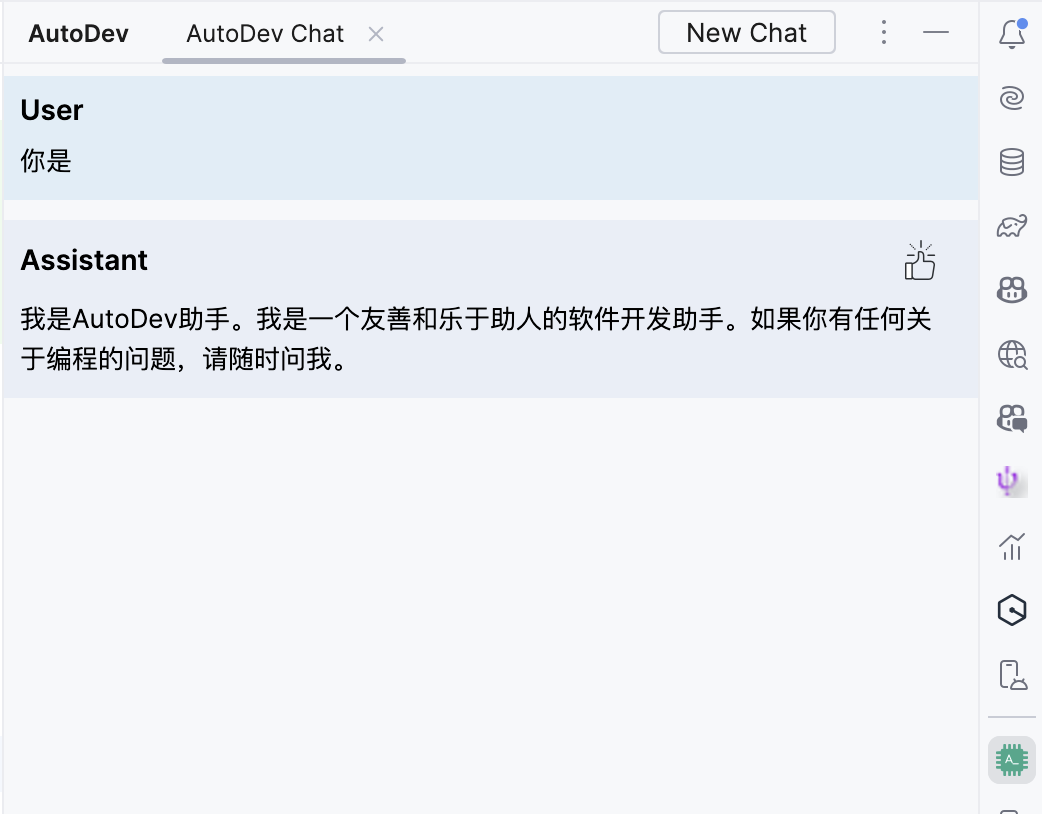 AutoDev
AutoDev Chat
New Chat
User
你是
Assistant
我是AutoDev助手。我是一个友善和乐于助人的软件开发助手。如果你有任何关
于编程的问题，请随时问我。
A_